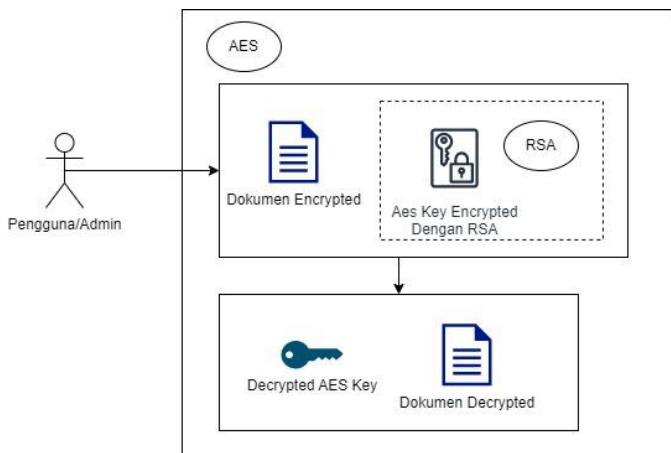 AES
RSA
Dokumen Encrypted
Aes Key Encrypted
Dengan RSA
Pengguna/Admin
Decrypted AES Key
Dokumen Decrypted